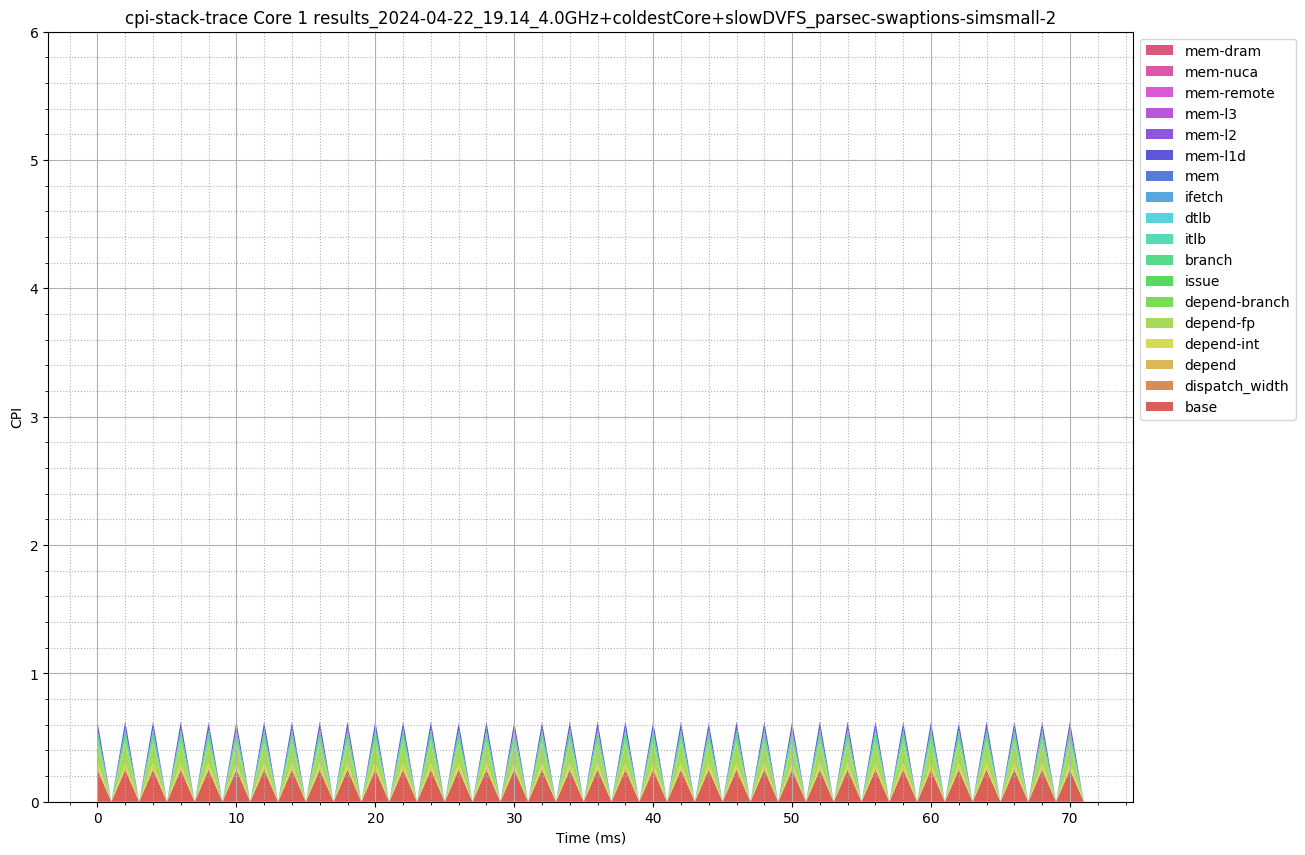 cpi-stack-trace Core 1 results_2024-04-22_19.14_4.0GHz+coldestCore+slowDVFS_parsec-swaptions-simsmall-2
6
5
4
3
2
1
0
CPI
0 10 20 30 40 50 60 70
Time (ms)
mem-dram
mem-nuca
mem-remote
mem-l3
mem-l2
mem-l1d
mem
ifetch
dtlb
itlb
branch
issue
depend-branch
depend-fp
depend-int
depend
dispatch_width
base